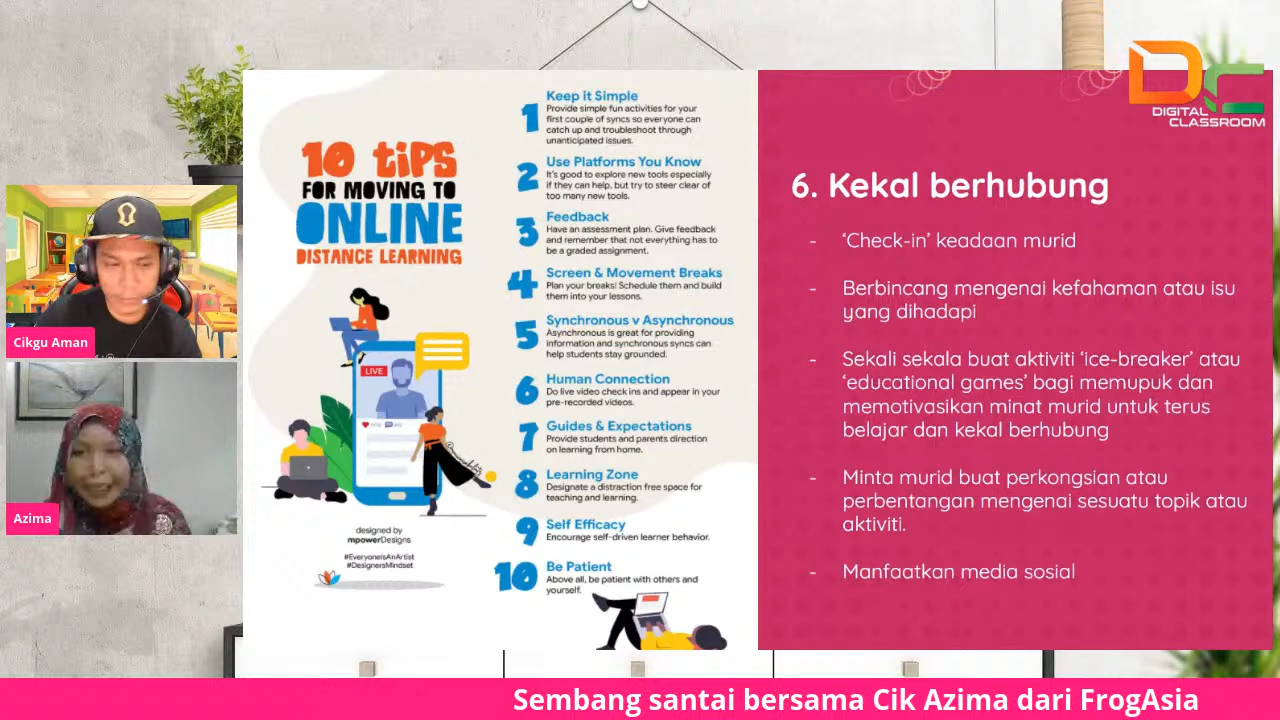 DIGITAL
CLASSROOM
10 tips
FOR MOVING TO
ONLINE
DISTANCE LEARNING
LIVE
designed by
mpowerDesigns
#EveryoneIsAnArtist
#DesignersMindset
1 Keep it Simple
Provide simple fun activities for your
first couple of syncs so everyone can
catch up and troubleshoot through
unanticipated issues.
2 Use Platforms You Know
It's good to explore new tools especially
if they can help, but try to steer clear of
too many new tools.
3 Feedback
Have an assessment plan. Give feedback
and remember that not everything has to
be a graded assignment.
4 Screen & Movement Breaks
Plan your breaks! Schedule them and build
them into your lessons.
5 Synchronous v Asynchronous
Asynchronous is great for providing
information and synchronous syncs can
help students stay grounded.
6 Human Connection
Do live video check ins and appear in your
pre-recorded videos.
7 Guides & Expectations
Provide students and parents direction
on learning from home.
8 Learning Zone
Designate a distraction free space for
teaching and learning.
9 Self Efficacy
Encourage self-driven learner behavior.
10 Be Patient
Above all, be patient with others and
yourself.
6. Kekal berhubung
- ‘Check-in’ keadaan murid
- Berbincang mengenai kefahaman atau isu
yang dihadapi
- Sekali sekala buat aktiviti ‘ice-breaker’ atau
‘educational games’ bagi memupuk dan
memotivasikan minat murid untuk terus
belajar dan kekal berhubung
- Minta murid buat perkongsian atau
perbentangan mengenai sesuatu topik atau
aktiviti.
- Manfaatkan media sosial
Cikgu Aman
Azima
Sembang santai bersama Cik Azima dari FrogAsia